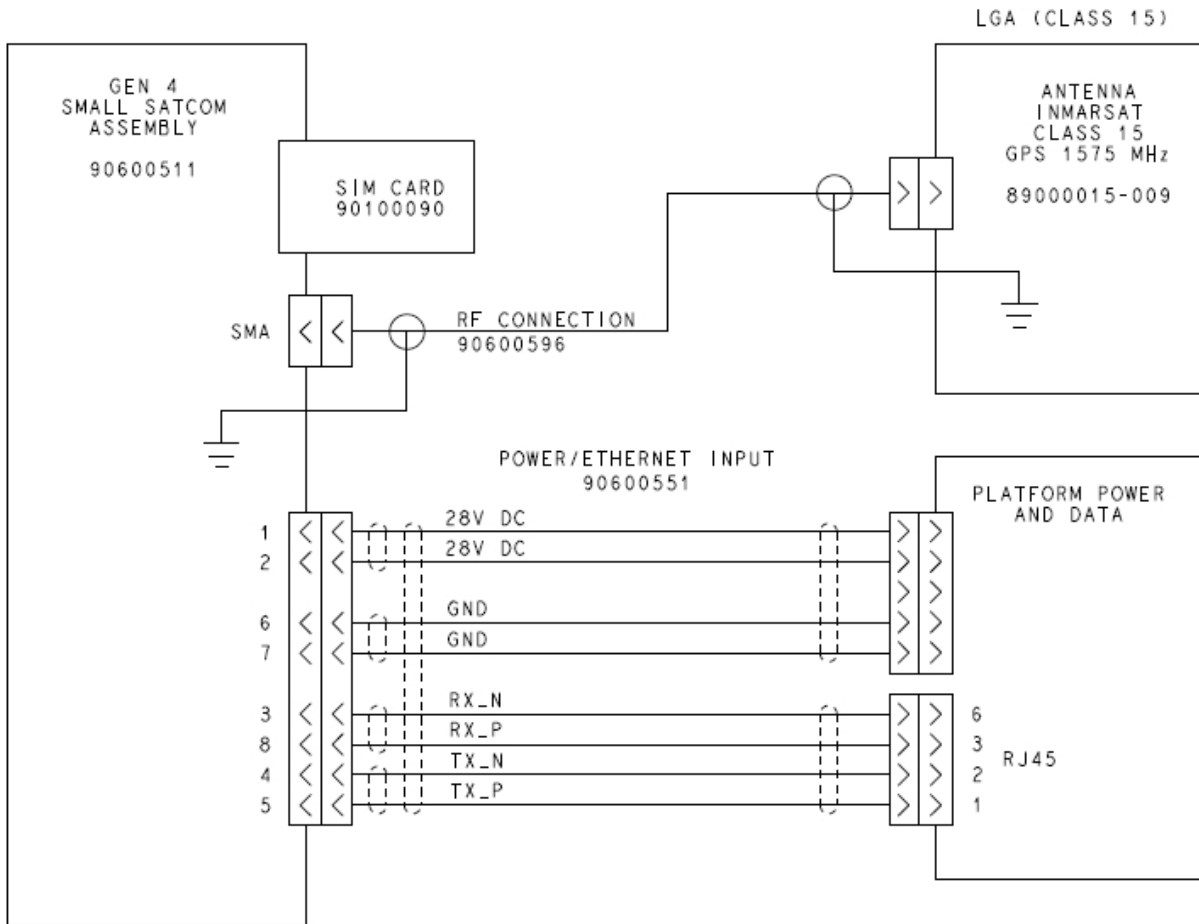 LGA (CLASS 15)
GEN 4
SMALL SATCOM
ASSEMBLY
90600511
SIM CARD
90100090
ANTENNA
INMARSAT
CLASS 15
GPS 1575 MHz
89000015-009
SMA
RF CONNECTION
90600596
POWER/ETHERNET INPUT
90600551
PLATFORM POWER
AND DATA
1 28V DC
2 28V DC
6 GND
7 GND
3 RX_N 6
8 RX_P 3
RJ45
4 TX_N 2
5 TX_P 1